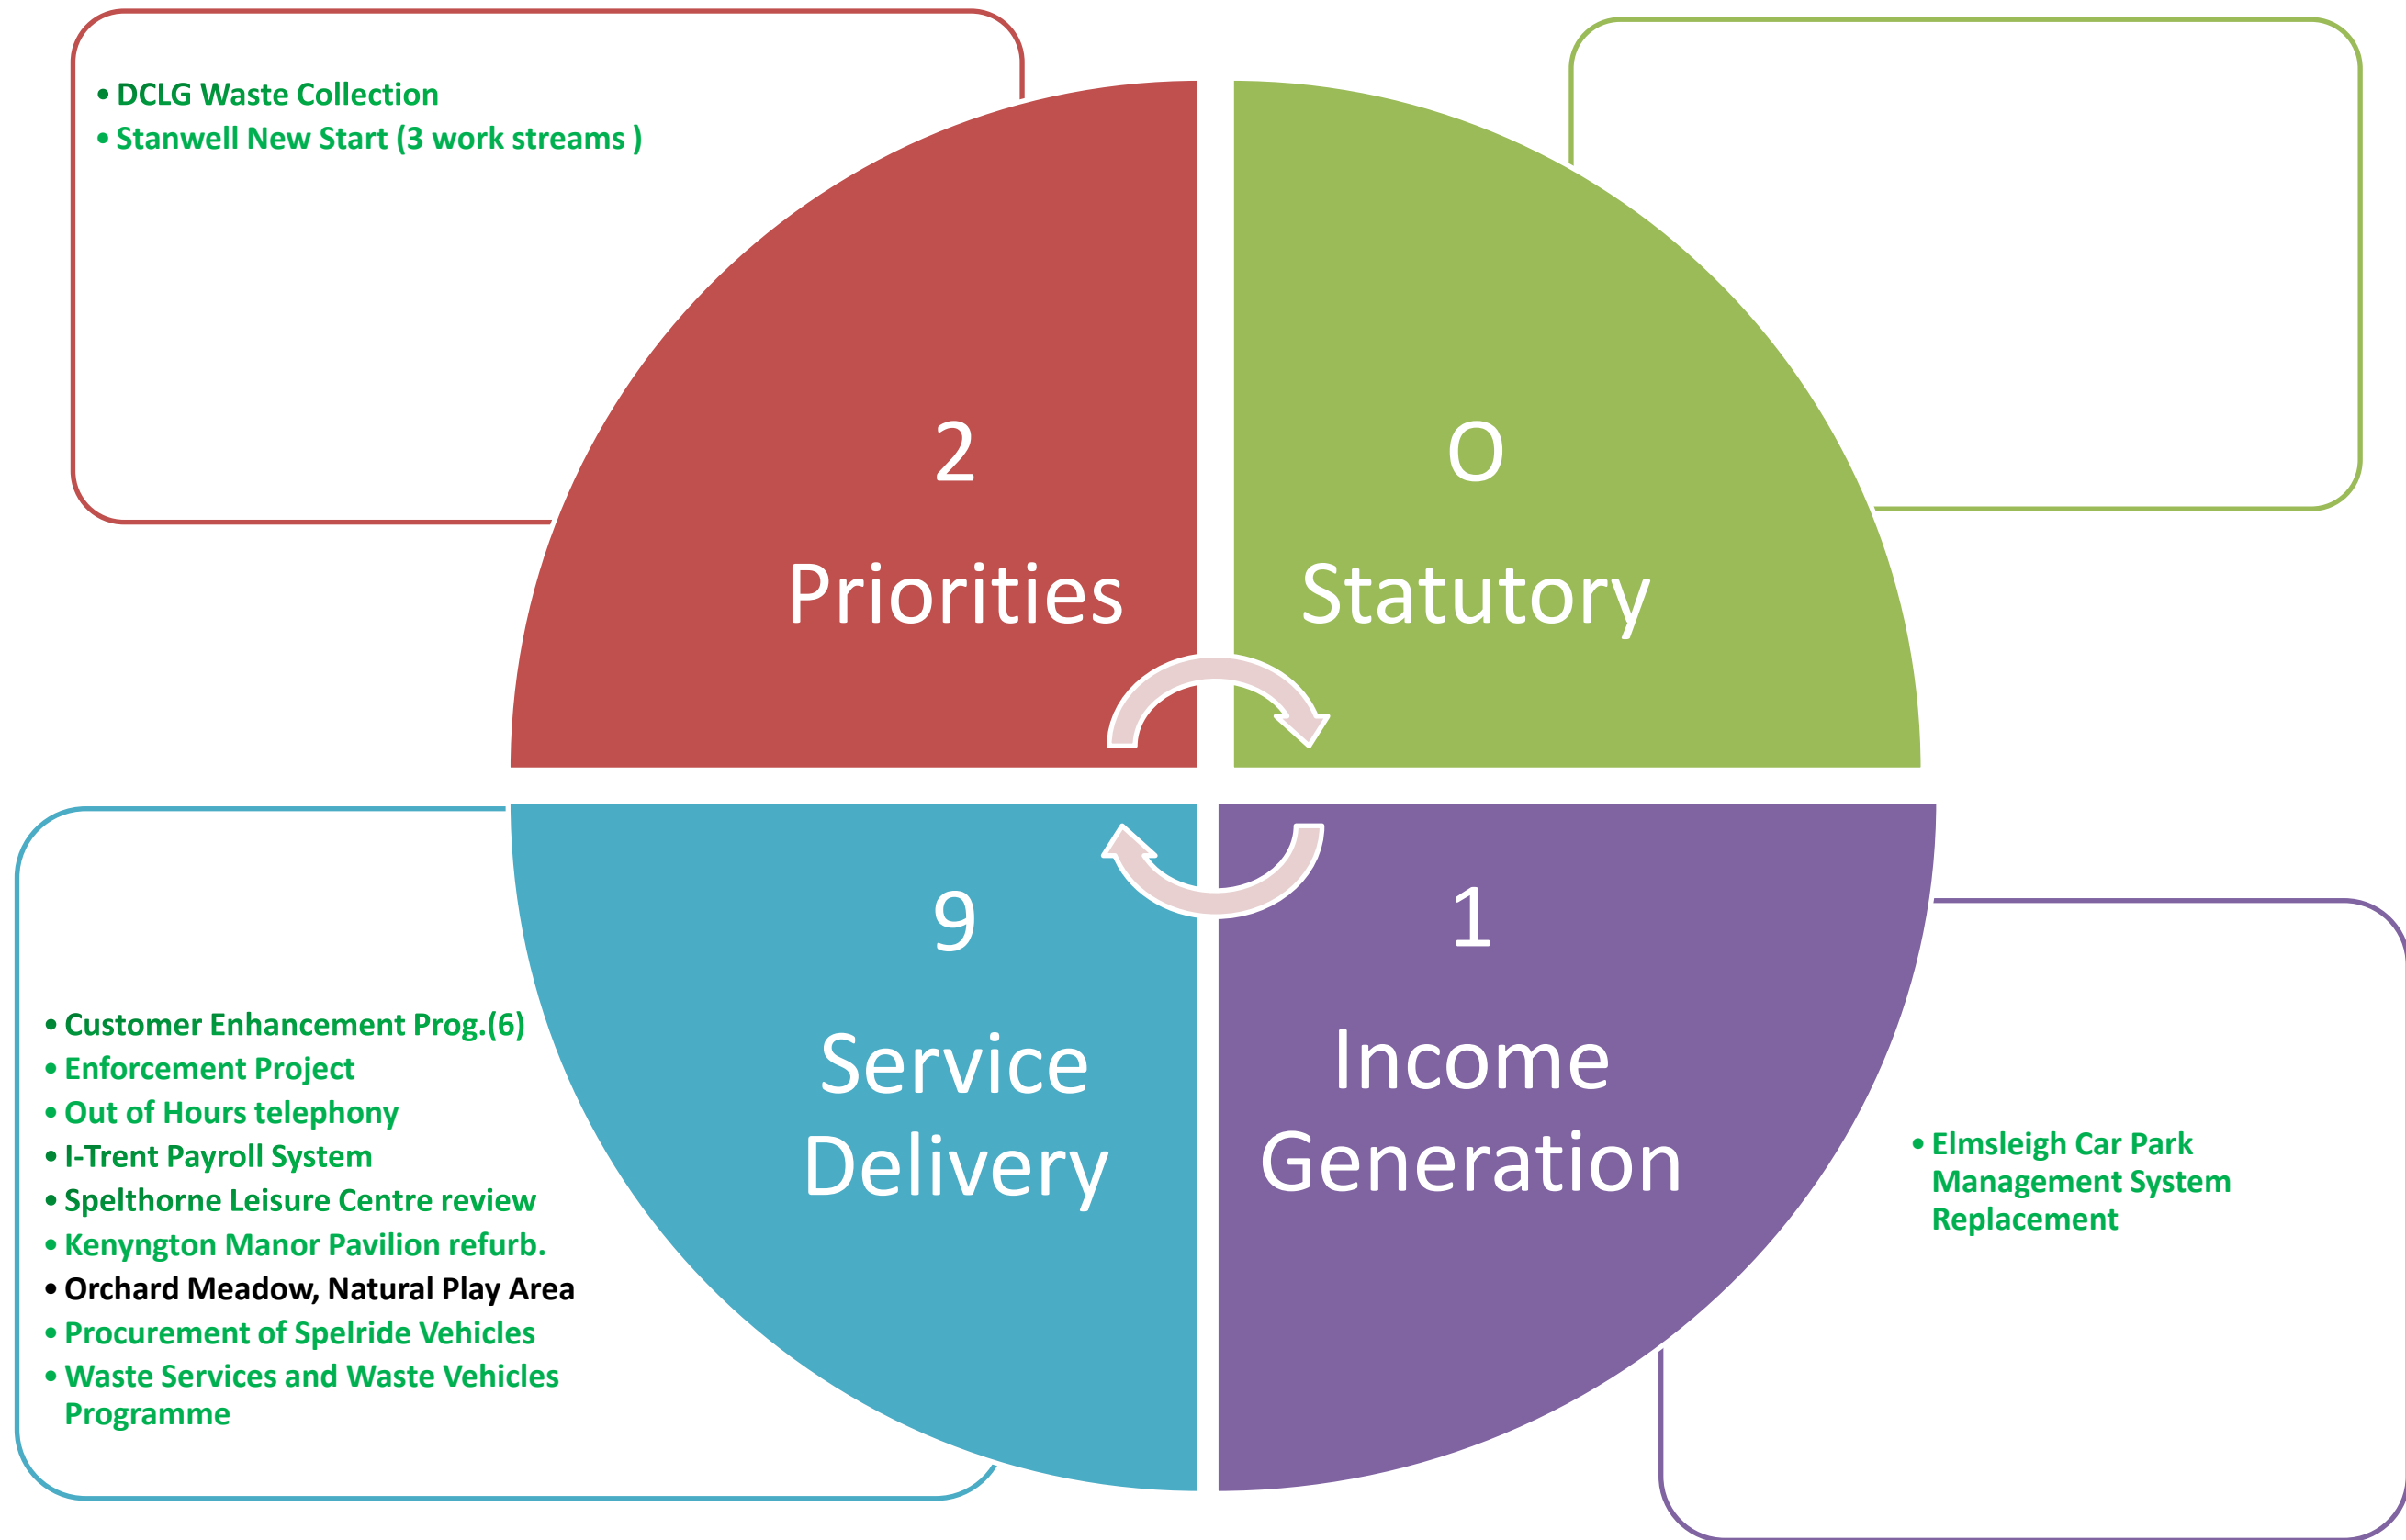 • DCLG Waste Collection
• Stanwell New Start (3 work streams )
2
Priorities
0
Statutory
9
Service
Delivery
1
Income
Generation
• Customer Enhancement Prog.(6)
• Enforcement Project
• Out of Hours telephony
• I-Trent Payroll System
• Spelthorne Leisure Centre review
• Kenyngton Manor Pavilion refurb.
• Orchard Meadow, Natural Play Area
• Procurement of Spelride Vehicles
• Waste Services and Waste Vehicles
Programme
• Elmsleigh Car Park
Management System
Replacement